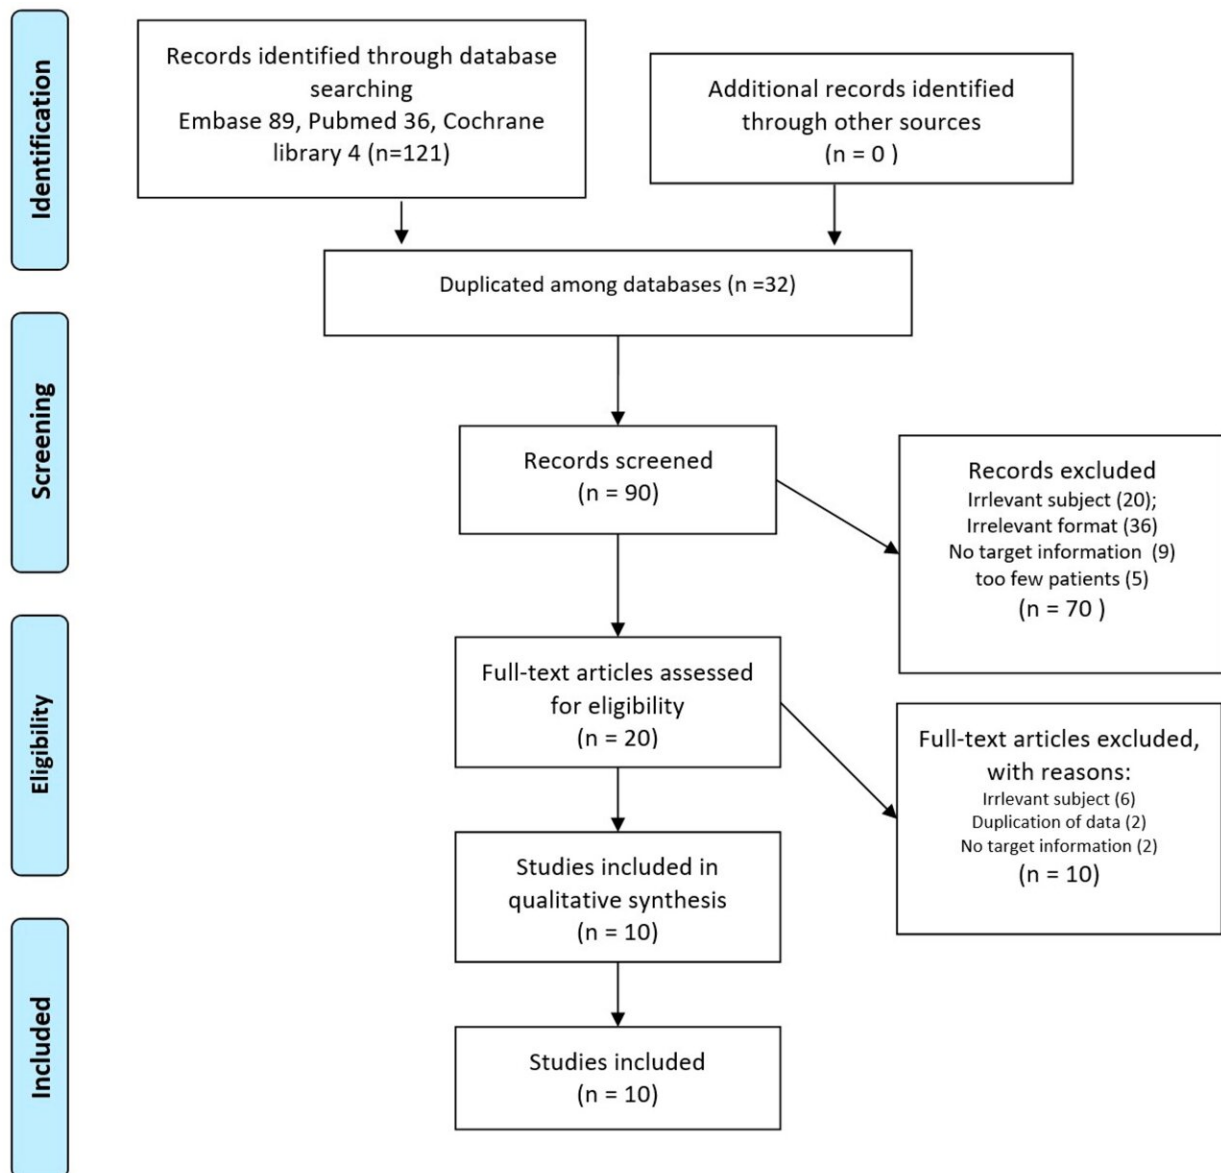 Identification
Records identified through database
searching
Embase 89, Pubmed 36, Cochrane
library 4 (n=121)
Additional records identified
through other sources
(n = 0 )
Duplicated among databases (n =32)
Screening
Records screened
(n = 90)
Records excluded
Irrlevant subject (20);
Irrelevant format (36)
No target information (9)
too few patients (5)
(n = 70 )
Eligibility
Full-text articles assessed
for eligibility
(n = 20)
Full-text articles excluded,
with reasons:
Irrlevant subject (6)
Duplication of data (2)
No target information (2)
(n = 10)
Studies included in
qualitative synthesis
(n = 10)
Included
Studies included
(n = 10)